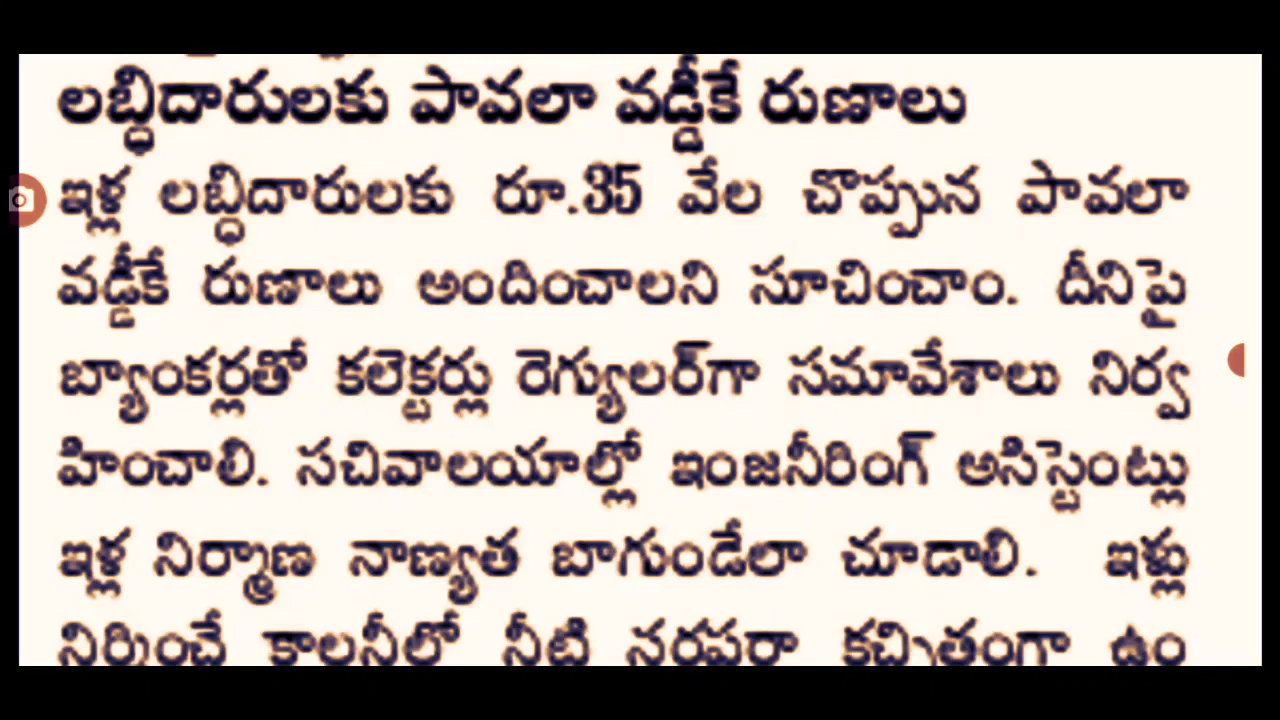 లబ్ధిదారులకు పావలా వడ్డీకే రుణాలు
ఇళ్ల లబ్ధిదారులకు రూ.35 వేల చొప్పున పావలా
వడ్డీకే రుణాలు అందించాలని సూచించాం. దీనిపై
బ్యాంకర్లతో కలెక్టర్లు రెగ్యులర్‌గా సమావేశాలు నిర్వ
హించాలి. సచివాలయాల్లో ఇంజనీరింగ్ అసిస్టెంట్లు
ఇళ్ల నిర్మాణ నాణ్యత బాగుండేలా చూడాలి. ఇళ్లు
నిర్మించే కాలనీల్లో నీటి సరఫరా కచ్చితంగా ఉం